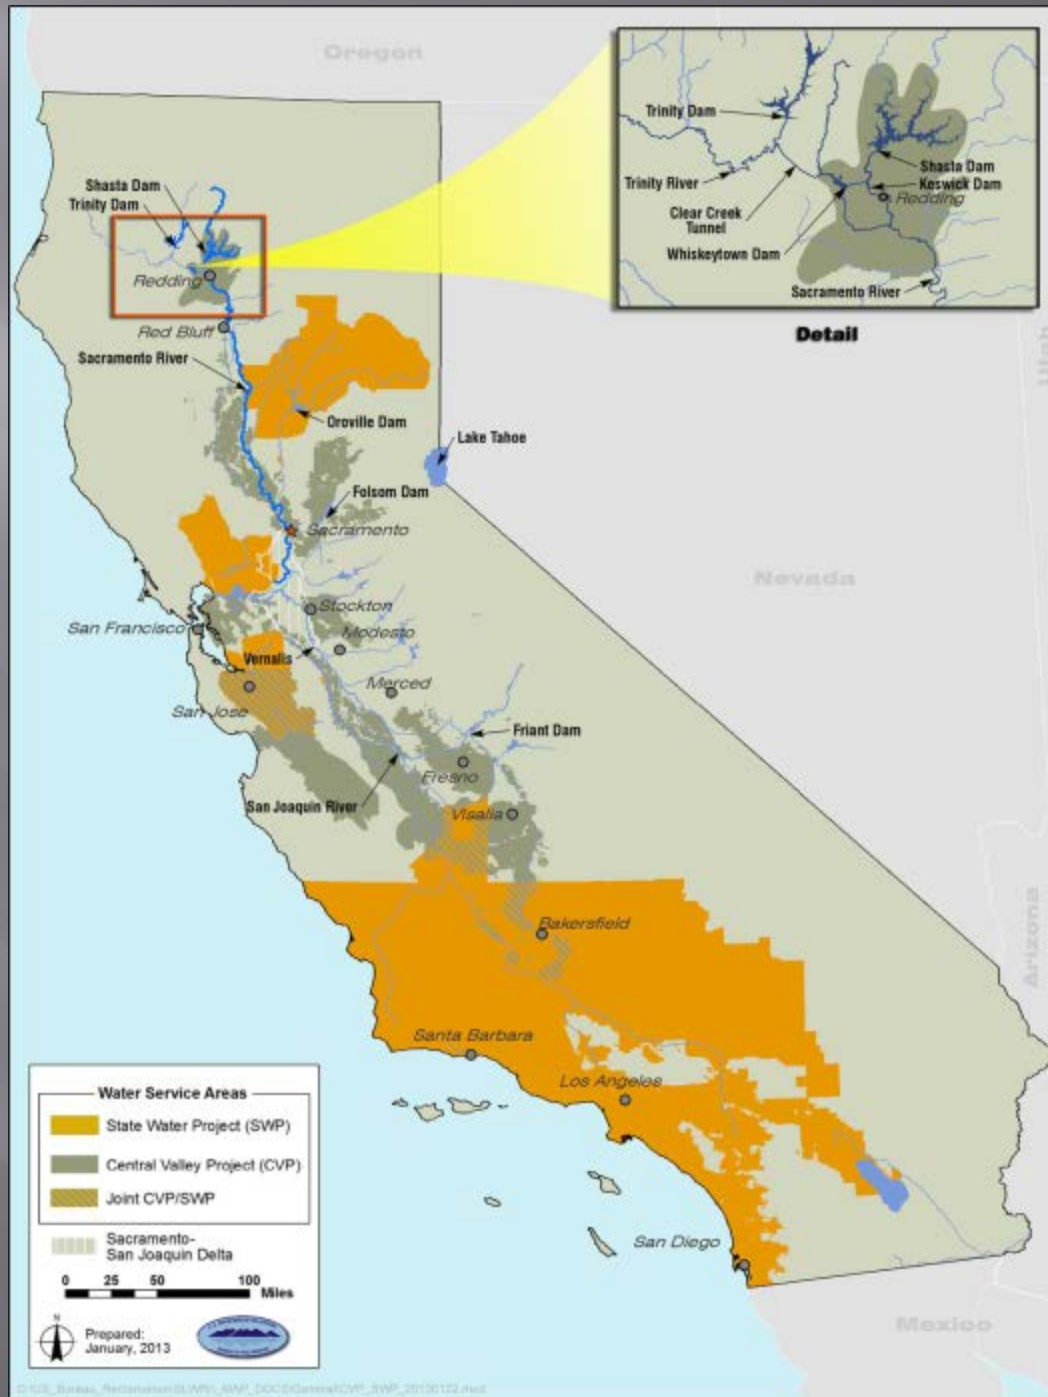 Oregon
Trinity Dam
Shasta Dam
Trinity River
Keswick Dam
Redding
Clear Creek
Tunnel
Whiskeytown Dam
Sacramento River
Detail
Shasta Dam
Trinity Dam
Redding
Red Bluff
Sacramento River
Oroville Dam
Lake Tahoe
Folsom Dam
Sacramento
Utah
Nevada
Stockton
San Francisco
Modesto
Vernalis
Merced
San Jose
Friant Dam
Fresno
San Joaquin River
Visalia
Arizona
Bakersfield
Santa Barbara
Los Angeles
San Diego
Mexico
Water Service Areas
State Water Project (SWP)
Central Valley Project (CVP)
Joint CVP/SWP
Sacramento-
San Joaquin Delta
0 25 50 100
Miles
N
Prepared:
January, 2013